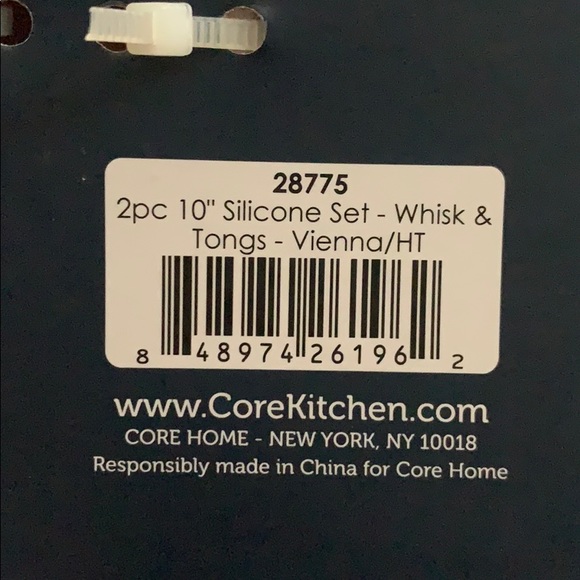 28775
2pc 10" Silicone Set - Whisk &
Tongs - Vienna/HT
8 48974 26196 2
www.CoreKitchen.com
CORE HOME - NEW YORK, NY 10018
Responsibly made in China for Core Home